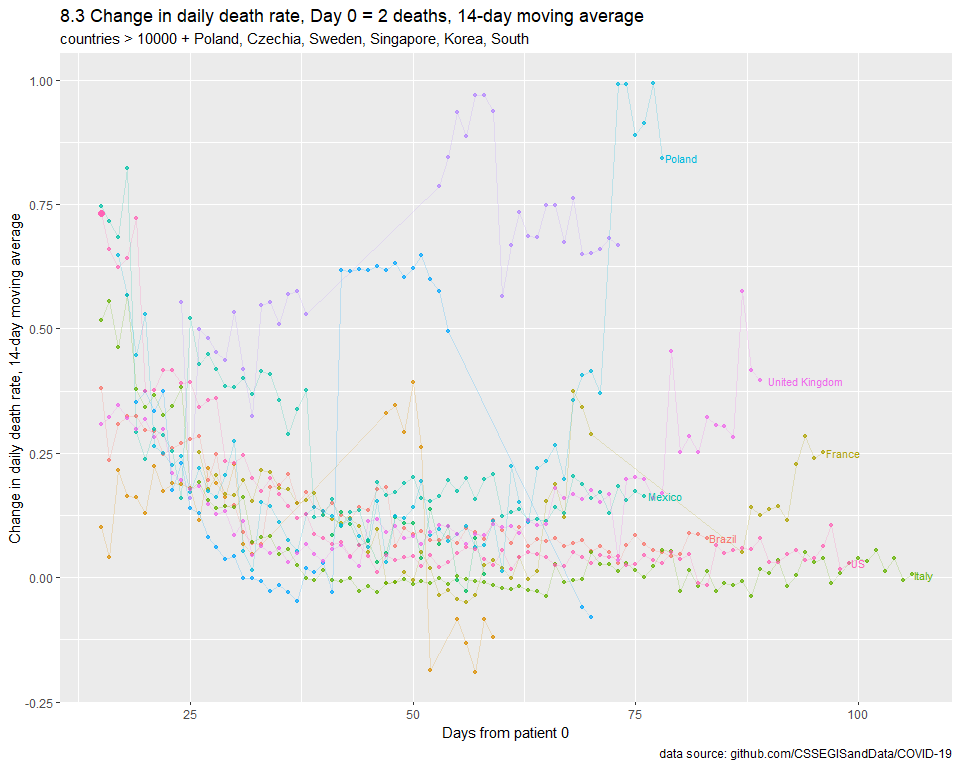 8.3 Change in daily death rate, Day 0 = 2 deaths, 14-day moving average
countries > 10000 + Poland, Czechia, Sweden, Singapore, Korea, South
Change in daily death rate, 14-day moving average
1.00
0.75
0.50
0.25
0.00
-0.25
Poland
United Kingdom
France
Mexico
Brazil
US
Italy
25
50
75
100
Days from patient 0
data source: github.com/CSSEGISandData/COVID-19